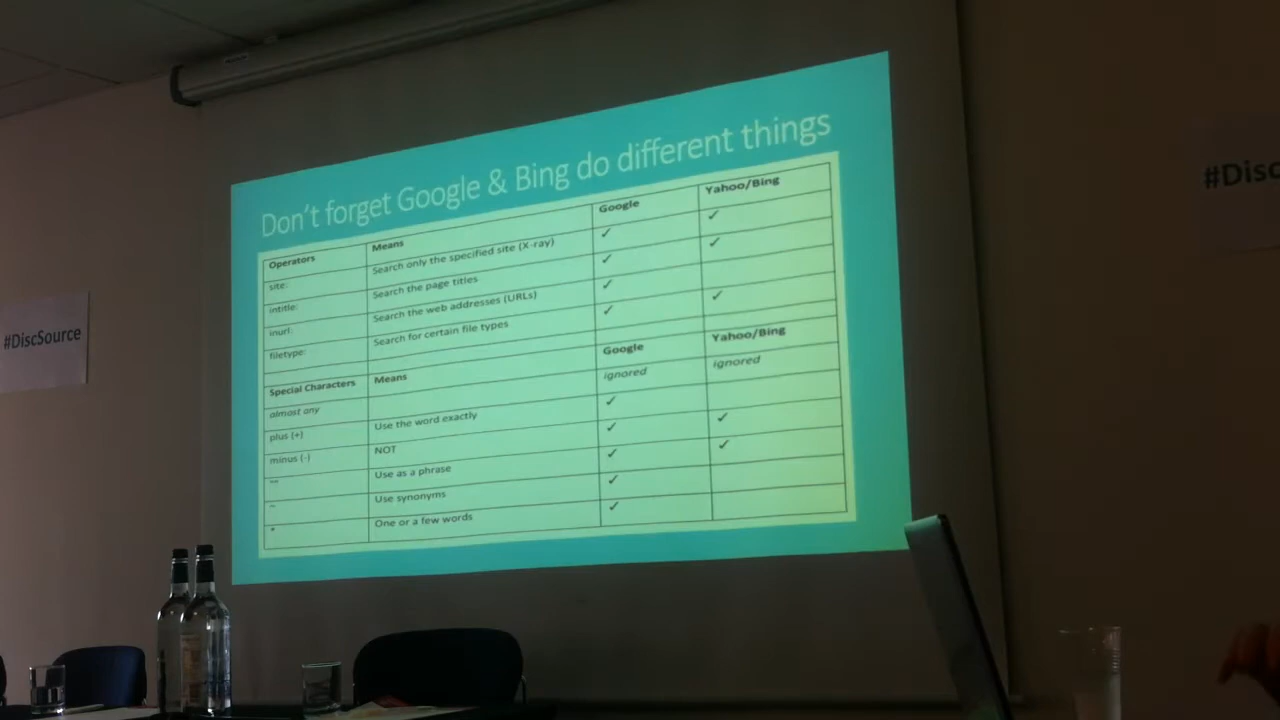 Don't forget Google & Bing do different things
Operators Means Google Yahoo/Bing
site: Search only the specified site (X-ray) ✓ ✓
intitle: Search the page titles ✓ ✓
inurl: Search the web addresses (URLs) ✓
filetype: Search for certain file types ✓ ✓
Special Characters Means Google Yahoo/Bing
almost any ignored ignored
plus (+) Use the word exactly ✓
minus (-) NOT ✓ ✓
"" Use as a phrase ✓ ✓
~ Use synonyms ✓
* One or a few words ✓
#DiscSource
#Disc